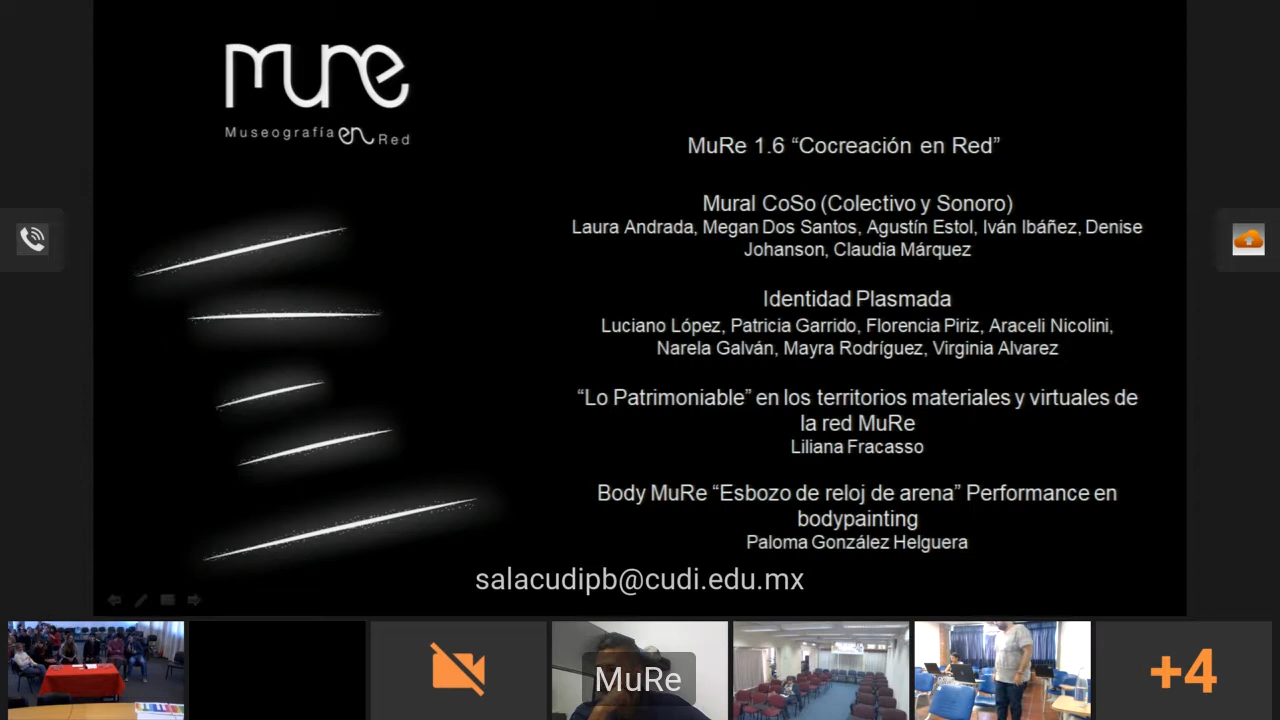 mure
Museografía en Red
MuRe 1.6 “Cocreación en Red”
Mural CoSo (Colectivo y Sonoro)
Laura Andrada, Megan Dos Santos, Agustín Estol, Iván Ibáñez, Denise
Johanson, Claudia Márquez
Identidad Plasmada
Luciano López, Patricia Garrido, Florencia Piriz, Araceli Nicolini,
Narela Galván, Mayra Rodríguez, Virginia Alvarez
“Lo Patrimoniable” en los territorios materiales y virtuales de
la red MuRe
Liliana Fracasso
Body MuRe “Esbozo de reloj de arena” Performance en
bodypainting
Paloma González Helguera
salacudipb@cudi.edu.mx
MuRe
+4